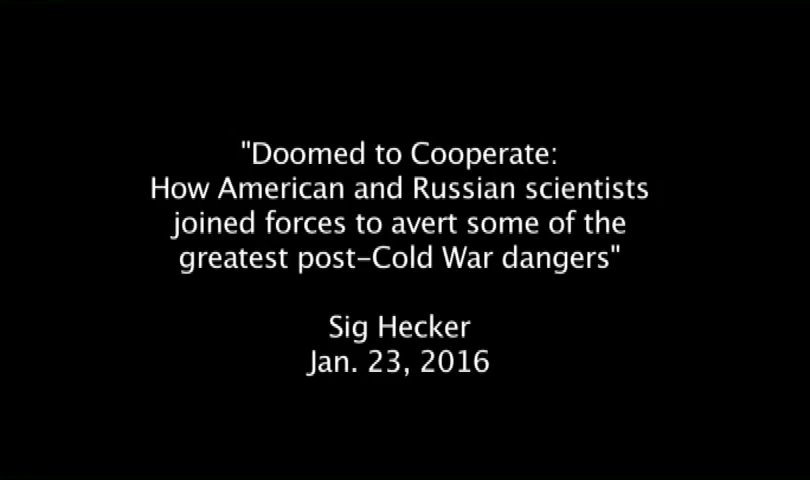 "Doomed to Cooperate:
How American and Russian scientists
joined forces to avert some of the
greatest post-Cold War dangers"
Sig Hecker
Jan. 23, 2016